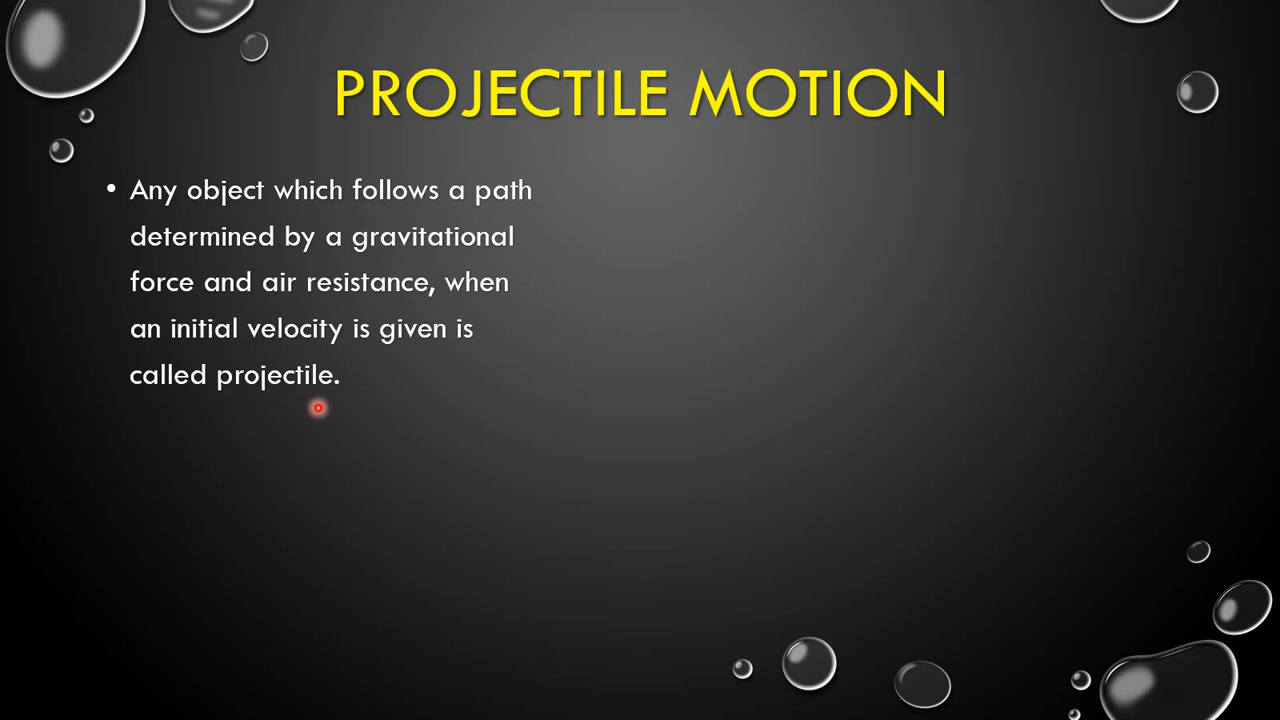 PROJECTILE MOTION
• Any object which follows a path
determined by a gravitational
force and air resistance, when
an initial velocity is given is
called projectile.